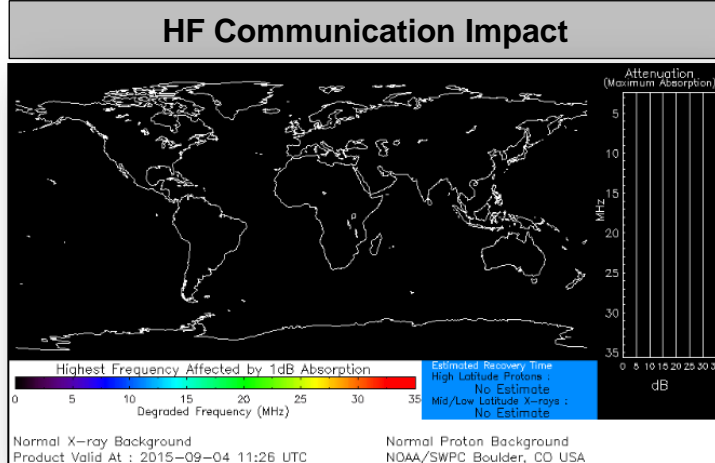 HF Communication Impact
Attenuation
(Maximum Absorption)
5
10
15
20
25
30
35
MHz
0 5 10 15 20 25 30
dB
Highest Frequency Affected by 1dB Absorption
0 5 10 15 20 25 30 35
Degraded Frequency (MHz)
Estimated Recovery Time
High Latitude Protons :
No Estimate
Mid/Low Latitude X-rays :
No Estimate
Normal X-ray Background
Product Valid At : 2015-09-04 11:26 UTC
Normal Proton Background
NOAA/SWPC Boulder, CO USA